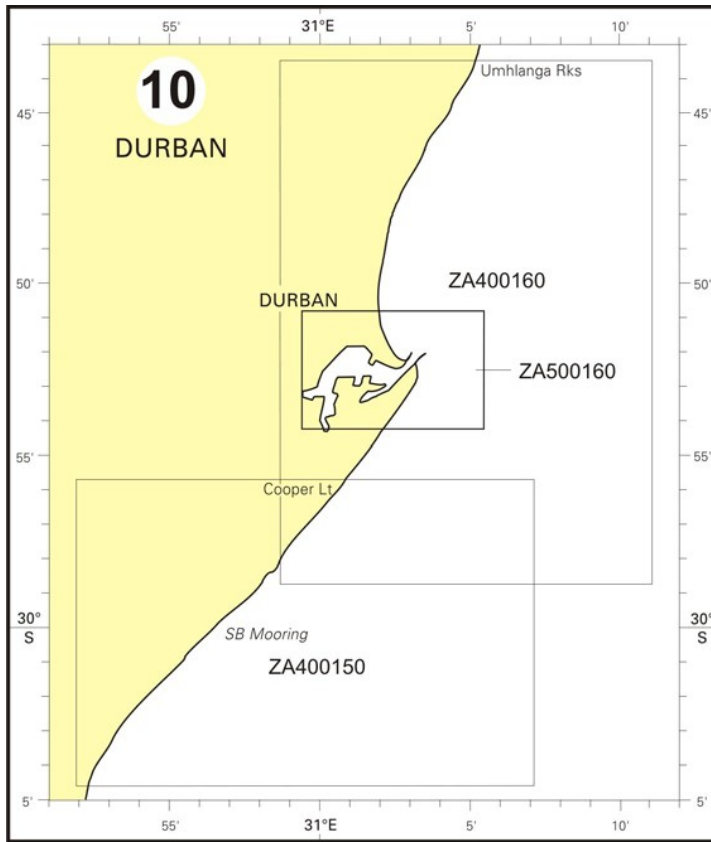 55'
31°E
5'
10'
10
DURBAN
Umhlanga Rks
45'
45'
50'
50'
ZA400160
DURBAN
ZA500160
55'
55'
Cooper Lt
30°
S
30°
S
SB Mooring
ZA400150
5'
5'
55'
31°E
5'
10'